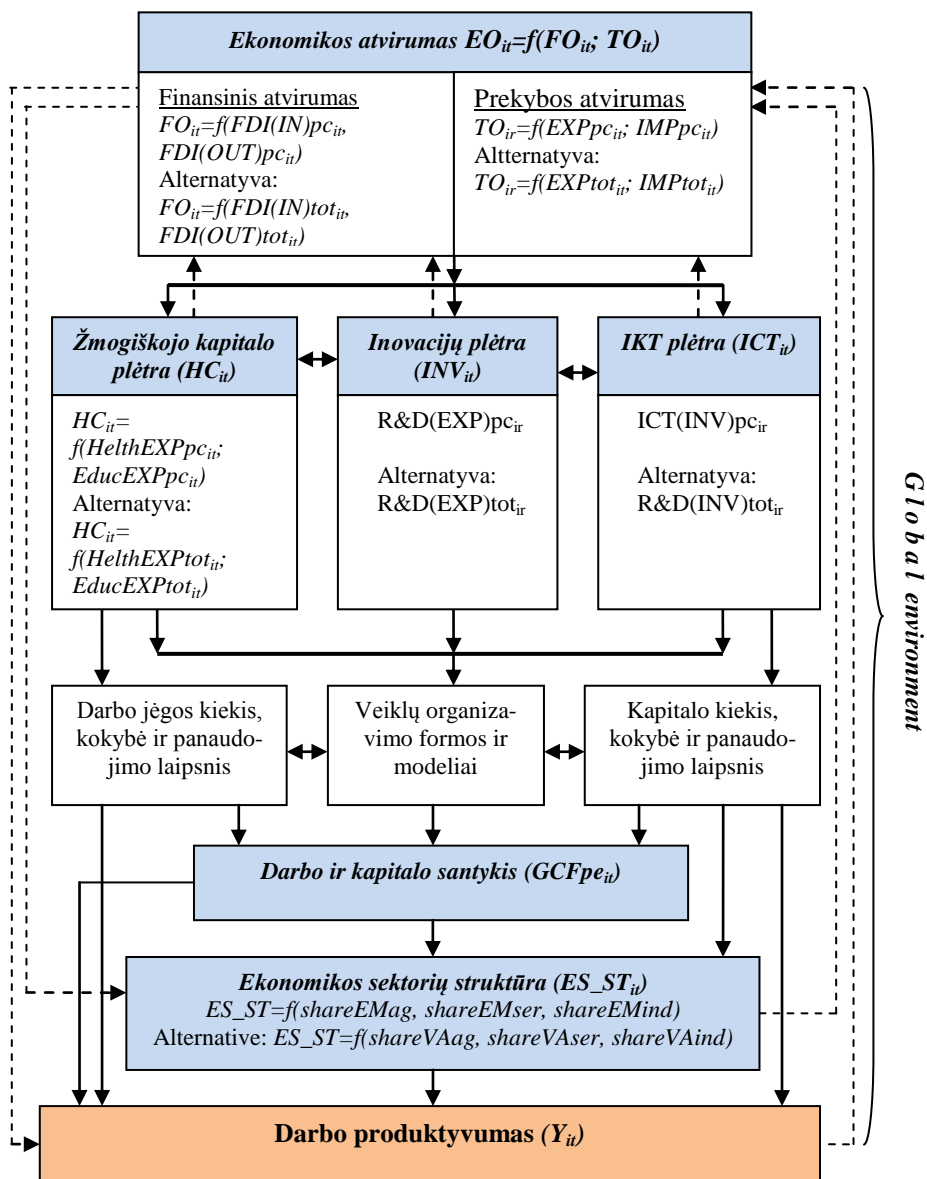 Ekonomikos atvirumas EOit=f(FOit; TOit)
Finansinis atvirumas
FOit=f(FDI(IN)pcit,
FDI(OUT)pcit)
Alternatyva:
FOit=f(FDI(IN)totit,
FDI(OUT)totit)
Prekybos atvirumas
TOir=f(EXPpcit; IMPpcit)
Altternatyva:
TOir=f(EXPtotit; IMPtotit)
Žmogiškojo kapitalo
plėtra (HCit)
HCit=
f(HelthEXPpcit;
EducEXPpcit)
Alternatyva:
HCit=
f(HelthEXPtotit;
EducEXPtotit)
Inovacijų plėtra
(INVit)
R&D(EXP)pcir
Alternatyva:
R&D(EXP)totir
IKT plėtra (ICTit)
ICT(INV)pcir
Alternatyva:
R&D(INV)totir
Global environment
Darbo jėgos kiekis,
kokybė ir panaudo-
jimo laipsnis
Veiklų organiza-
vimo formos ir
modeliai
Kapitalo kiekis,
kokybė ir panaudo-
jimo laipsnis
Darbo ir kapitalo santykis (GCFpeit)
Ekonomikos sektorių struktūra (ES_STit)
ES_ST=f(shareEMag, shareEMser, shareEMind)
Alternative: ES_ST=f(shareVAag, shareVAser, shareVAind)
Darbo produktyvumas (Yit)